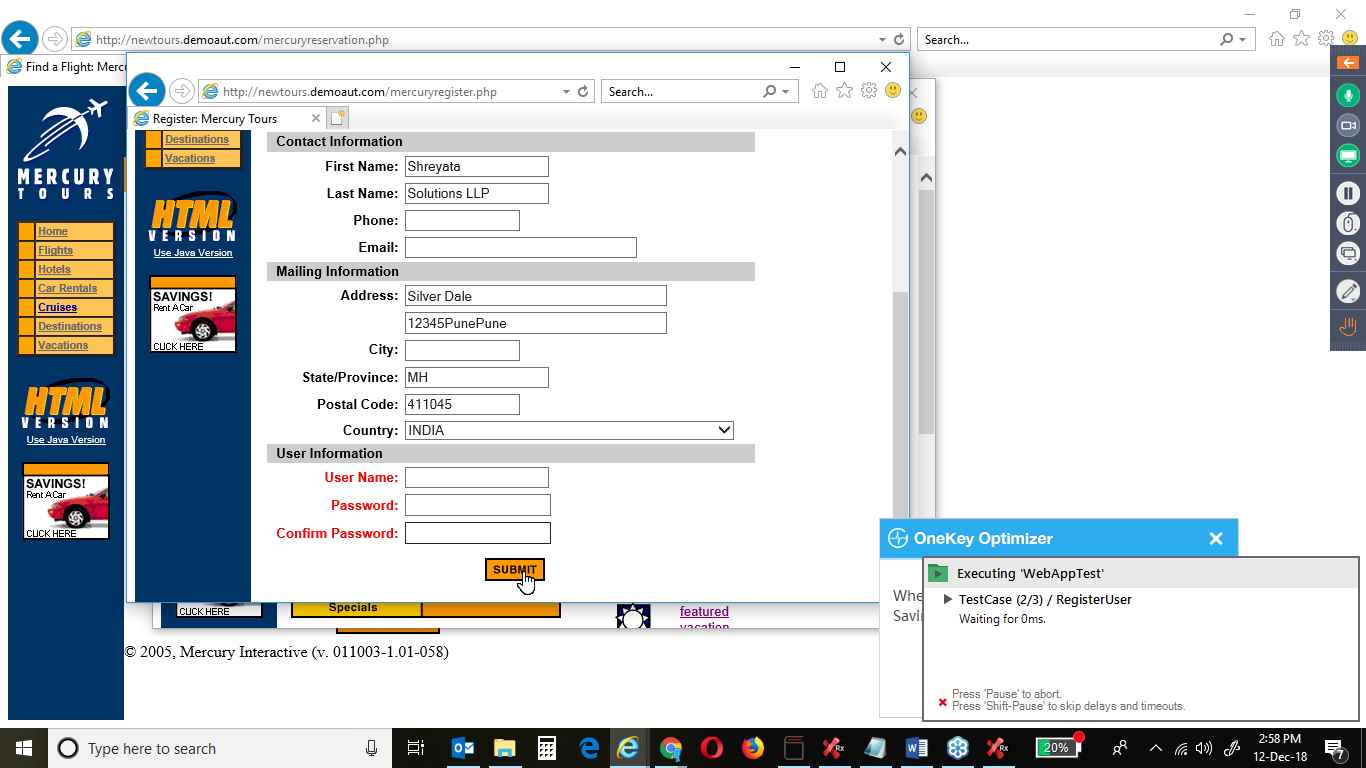 http://newtours.demoaut.com/mercuryreservation.php
Search...
Find a Flight: Merc
http://newtours.demoaut.com/mercuryregister.php
Search...
Register: Mercury Tours
MERCURY
TOURS
Home
Flights
Hotels
Car Rentals
Cruises
Destinations
Vacations
HTML
VERSION
Use Java Version
SAVINGS!
Rent A Car
CLICK HERE
Destinations
Vacations
HTML
VERSION
Use Java Version
SAVINGS!
Rent A Car
CLICK HERE
Contact Information
First Name: Shreyata
Last Name: Solutions LLP
Phone:
Email:
Mailing Information
Address: Silver Dale
12345PunePune
City:
State/Province: MH
Postal Code: 411045
Country: INDIA
User Information
User Name:
Password:
Confirm Password:
SUBMIT
CLICK HERE
Specials
featured
vacation
© 2005, Mercury Interactive (v. 011003-1.01-058)
OneKey Optimizer
Whe
Savi
Executing 'WebAppTest'
TestCase (2/3) / RegisterUser
Waiting for 0ms.
Press 'Pause' to abort.
Press 'Shift-Pause' to skip delays and timeouts.
Type here to search
Rx
Rx
20%
2:58 PM
12-Dec-18
7